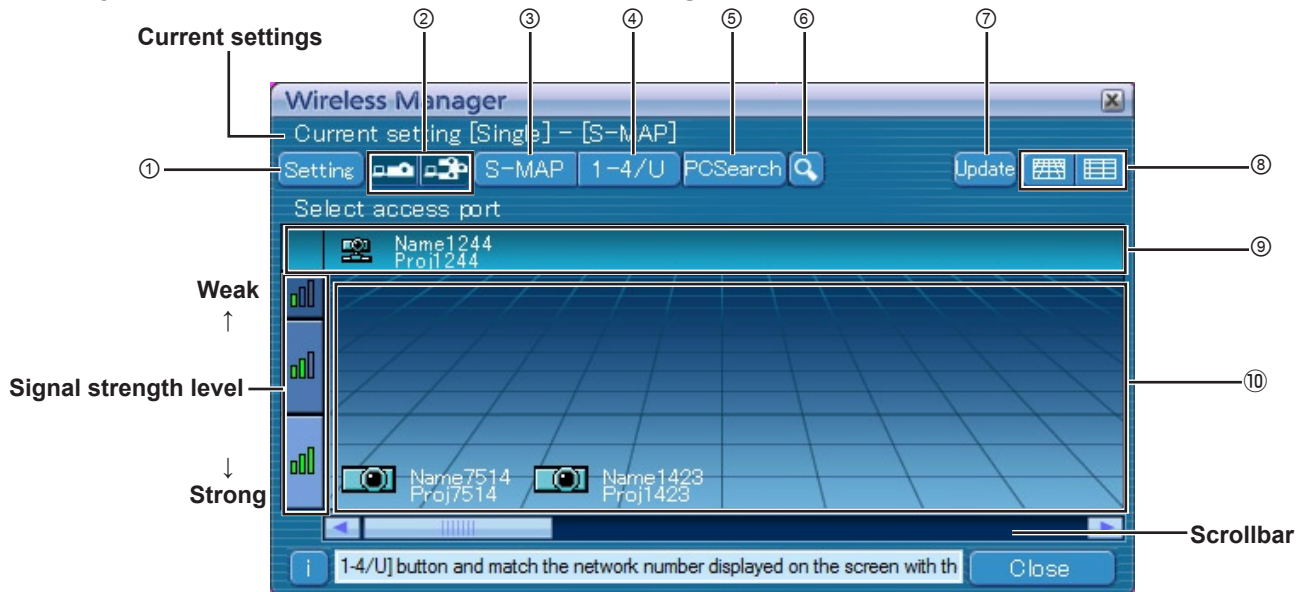 ② ③ ④ ⑤ ⑥ ⑦
Current settings
Wireless Manager
Current setting [Single] - [S-MAP]
① Setting S-MAP 1-4/U PCSearch Update ⑧
Select access port
Name1244
Proj1244
⑨
Weak
↑
Signal strength level
⑩
↓
Strong
Name7514
Proj7514
Name1423
Proj1423
Scrollbar
i 1-4/U] button and match the network number displayed on the screen with th Close